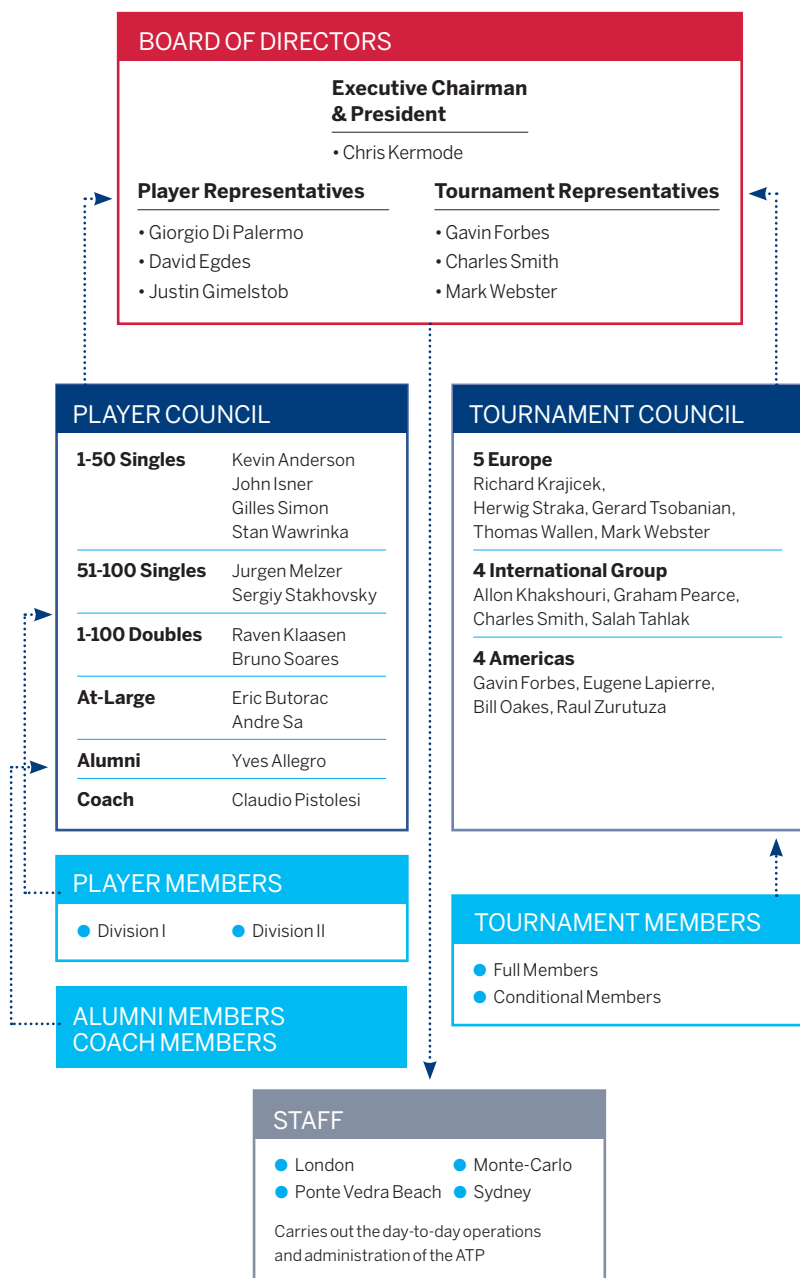 BOARD OF DIRECTORS
Executive Chairman
& President
• Chris Kermode
Player Representatives
• Giorgio Di Palermo
• David Egdes
• Justin Gimelstob
Tournament Representatives
• Gavin Forbes
• Charles Smith
• Mark Webster
PLAYER COUNCIL
1-50 Singles
Kevin Anderson
John Isner
Gilles Simon
Stan Wawrinka
51-100 Singles
Jurgen Melzer
Sergiy Stakhovsky
1-100 Doubles
Raven Klaasen
Bruno Soares
At-Large
Eric Butorac
Andre Sa
Alumni
Yves Allegro
Coach
Claudio Pistolesi
TOURNAMENT COUNCIL
5 Europe
Richard Krajicek,
Herwig Straka, Gerard Tsobanian,
Thomas Wallen, Mark Webster
4 International Group
Allon Khakshouri, Graham Pearce,
Charles Smith, Salah Tahlak
4 Americas
Gavin Forbes, Eugene Lapierre,
Bill Oakes, Raul Zurutuza
PLAYER MEMBERS
● Division I
● Division II
ALUMNI MEMBERS
COACH MEMBERS
TOURNAMENT MEMBERS
● Full Members
● Conditional Members
STAFF
● London
● Monte-Carlo
● Ponte Vedra Beach
● Sydney
Carries out the day-to-day operations
and administration of the ATP